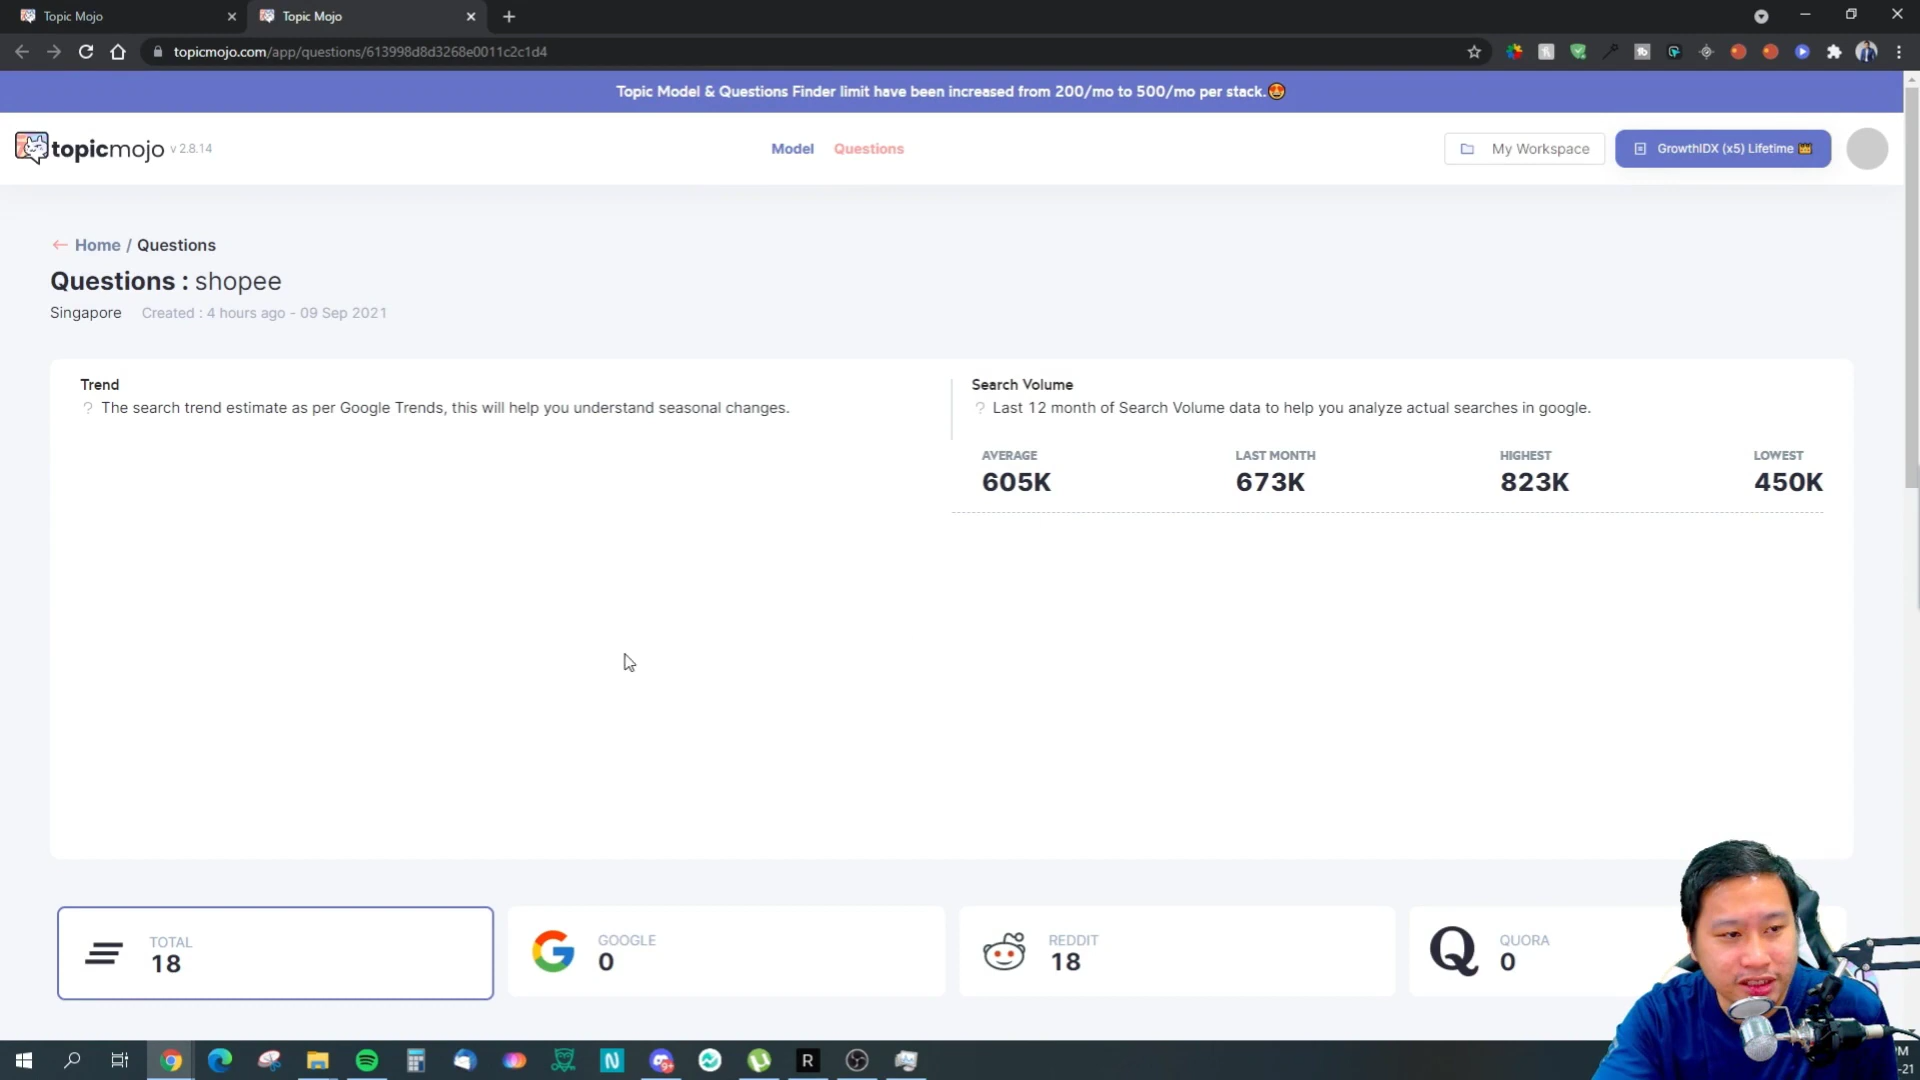 Topic Mojo
Topic Mojo
topicmojo.com/app/questions/613998d8d3268e0011c2c1d4
Topic Model & Questions Finder limit have been increased from 200/mo to 500/mo per stack.😍
topicmojo v 2.8.14
Model
Questions
My Workspace
GrowthIDX (x5) Lifetime
Home / Questions
Questions : shopee
Singapore
Created : 4 hours ago - 09 Sep 2021
Trend
? The search trend estimate as per Google Trends, this will help you understand seasonal changes.
Search Volume
? Last 12 month of Search Volume data to help you analyze actual searches in google.
AVERAGE
605K
LAST MONTH
673K
HIGHEST
823K
LOWEST
450K
TOTAL
18
GOOGLE
0
REDDIT
18
QUORA
0